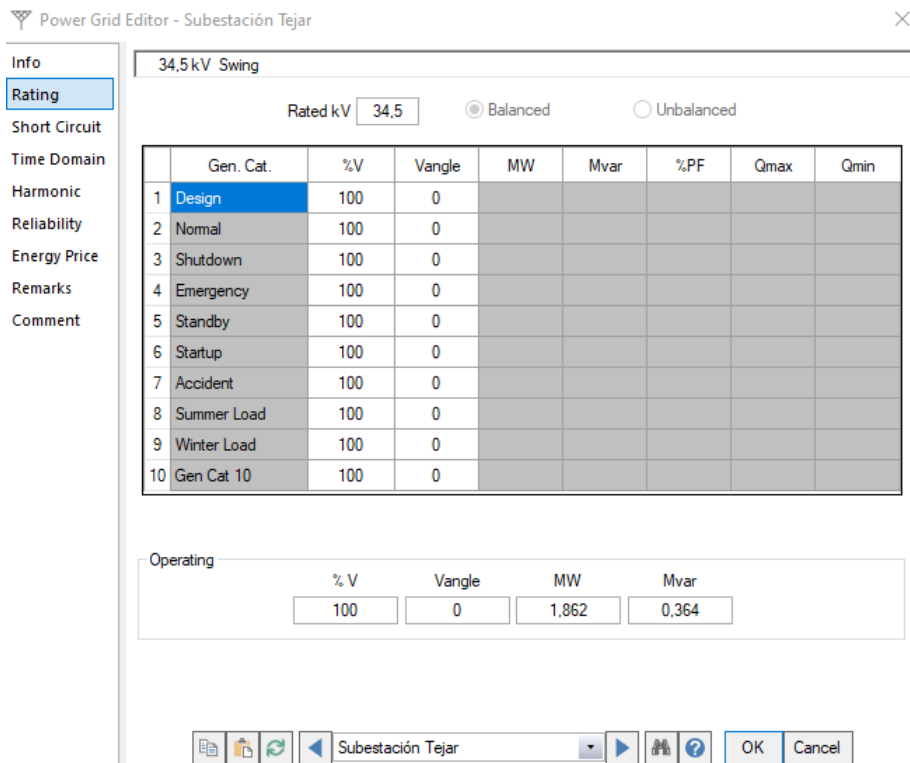 Power Grid Editor - Subestación Tejar
Info
Rating
Short Circuit
Time Domain
Harmonic
Reliability
Energy Price
Remarks
Comment
34,5 kV Swing
Rated kV 34,5 Balanced Unbalanced
Gen. Cat. %V Vangle MW Mvar %PF Qmax Qmin
1 Design 100 0
2 Normal 100 0
3 Shutdown 100 0
4 Emergency 100 0
5 Standby 100 0
6 Startup 100 0
7 Accident 100 0
8 Summer Load 100 0
9 Winter Load 100 0
10 Gen Cat 10 100 0
Operating
% V Vangle MW Mvar
100 0 1,862 0,364
Subestación Tejar ? OK Cancel